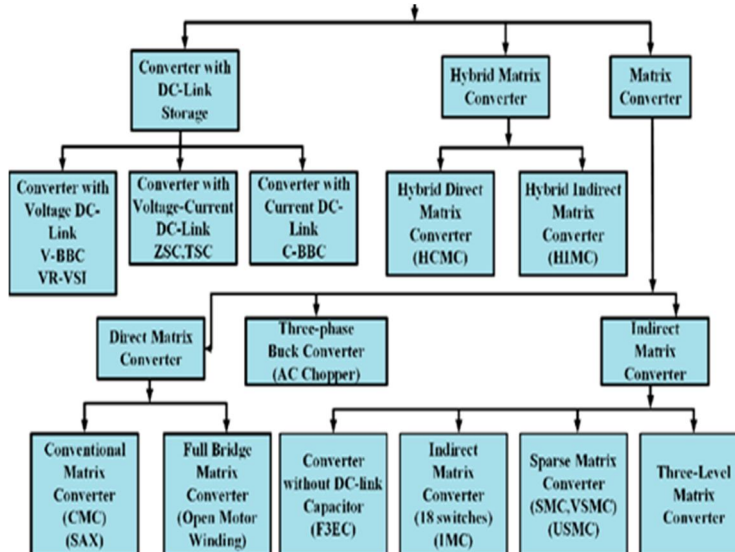 Converter with
DC-Link
Storage
Hybrid Matrix
Converter
Matrix
Converter
Converter with
Voltage DC-
Link
V-BBC
VR-VSI
Converter with
Voltage-Current
DC-Link
ZSC,TSC
Converter with
Current DC-
Link
C-BBC
Hybrid Direct
Matrix
Converter
(HCMC)
Hybrid Indirect
Matrix
Converter
(HIMC)
Direct Matrix
Converter
Three-phase
Buck Converter
(AC Chopper)
Indirect
Matrix
Converter
Conventional
Matrix
Converter
(CMC)
(SAX)
Full Bridge
Matrix
Converter
(Open Motor
Winding)
Converter
without DC-link
Capacitor
(F3EC)
Indirect
Matrix
Converter
(18 switches)
(IMC)
Sparse Matrix
Converter
(SMC,VSMC)
(USMC)
Three-Level
Matrix
Converter